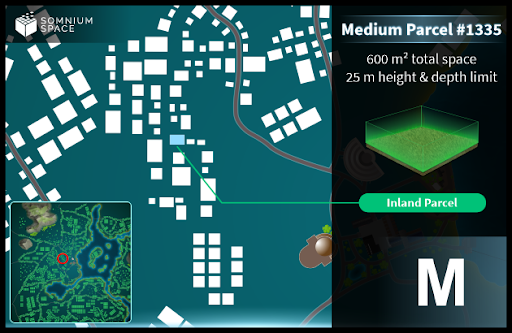 SOMNIUM
SPACE
Medium Parcel #1335
600 m² total space
25 m height & depth limit
Inland Parcel
M